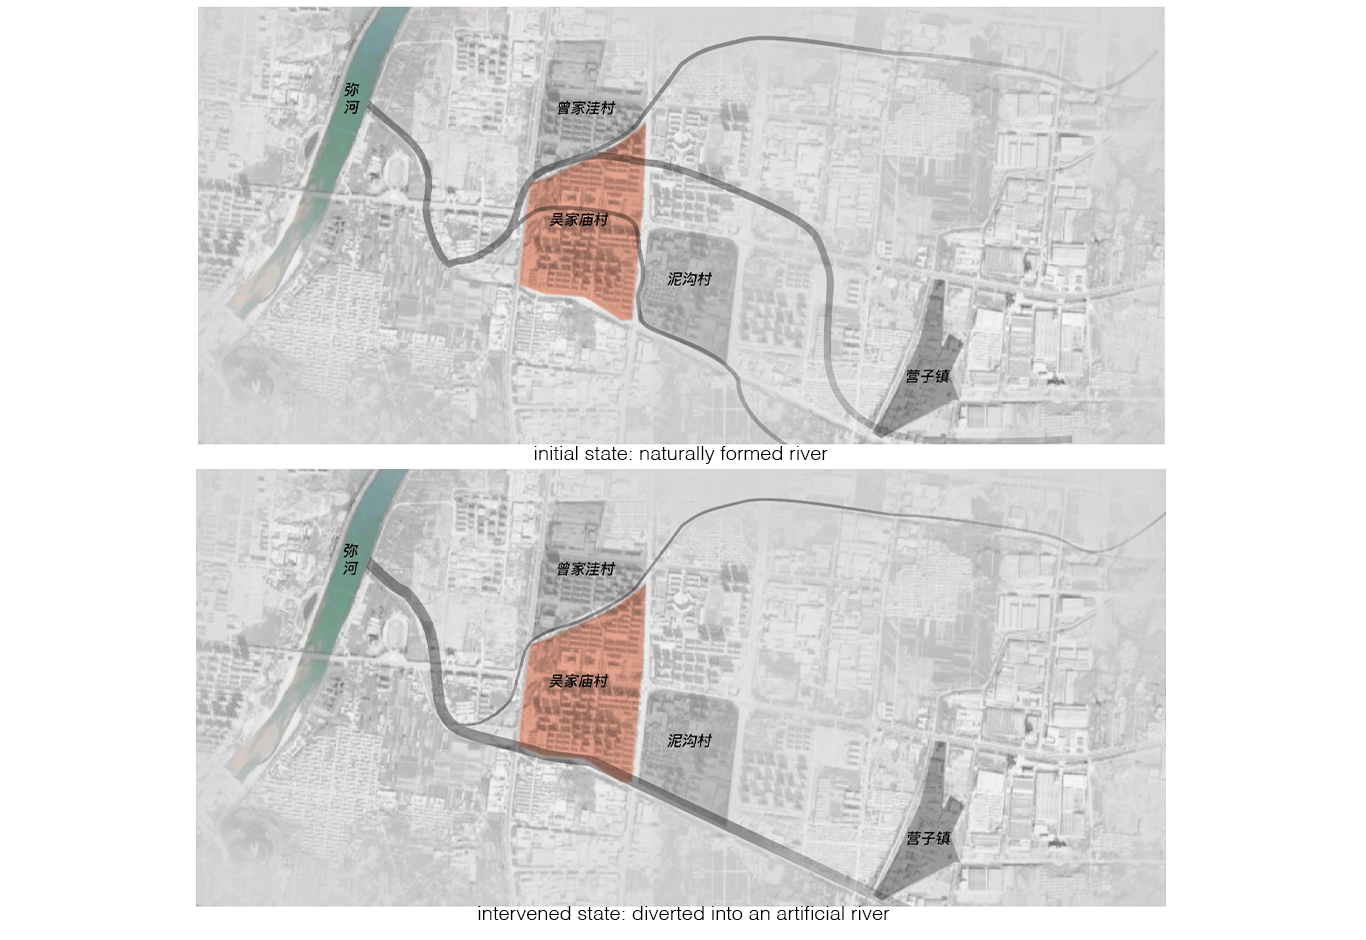 弥
河
曾家洼村
吴家庙村
泥沟村
营子镇
initial state: naturally formed river
弥
河
曾家洼村
吴家庙村
泥沟村
营子镇
intervened state: diverted into an artificial river